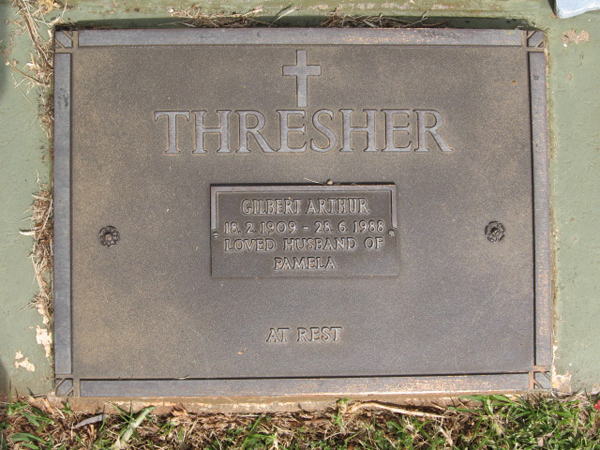 THRESHER
GILBERT ARTHUR
18. 2. 1909 - 28. 6. 1988
LOVED HUSBAND OF
PAMELA
AT REST